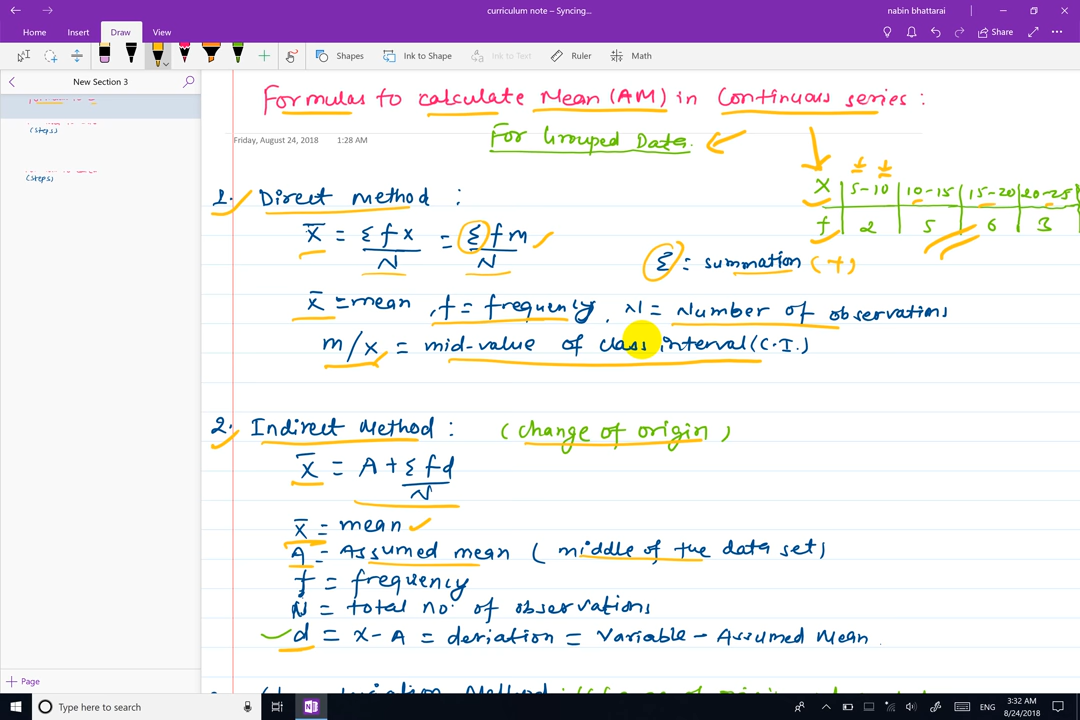 curriculum note – Syncing...
nabin bhattarai
Home Insert Draw View
Share
Shapes Ink to Shape Ink to Text Ruler Math
New Section 3
(steps)
(steps)
Page
Formulas to calculate Mean (AM) in Continuous series :
Friday, August 24, 2018 1:28 AM
For Grouped Data.
X 5-10 10-15 15-20 20-25
f 2 5 6 3
1. Direct method :
X̄ = Σfx/N = Σfm/N
Σ = summation (+)
X̄ = mean , f = frequency, N = Number of observations
m/x = mid-value of class interval (C.I.)
2. Indirect Method : (change of origin)
X̄ = A + Σfd/N
X̄ = mean
A = Assumed mean (middle of the data set)
f = frequency
N = total no. of observations
d = X - A = deriation = Variable - Assumed Mean
Type here to search
ENG
3:32 AM
8/24/2018